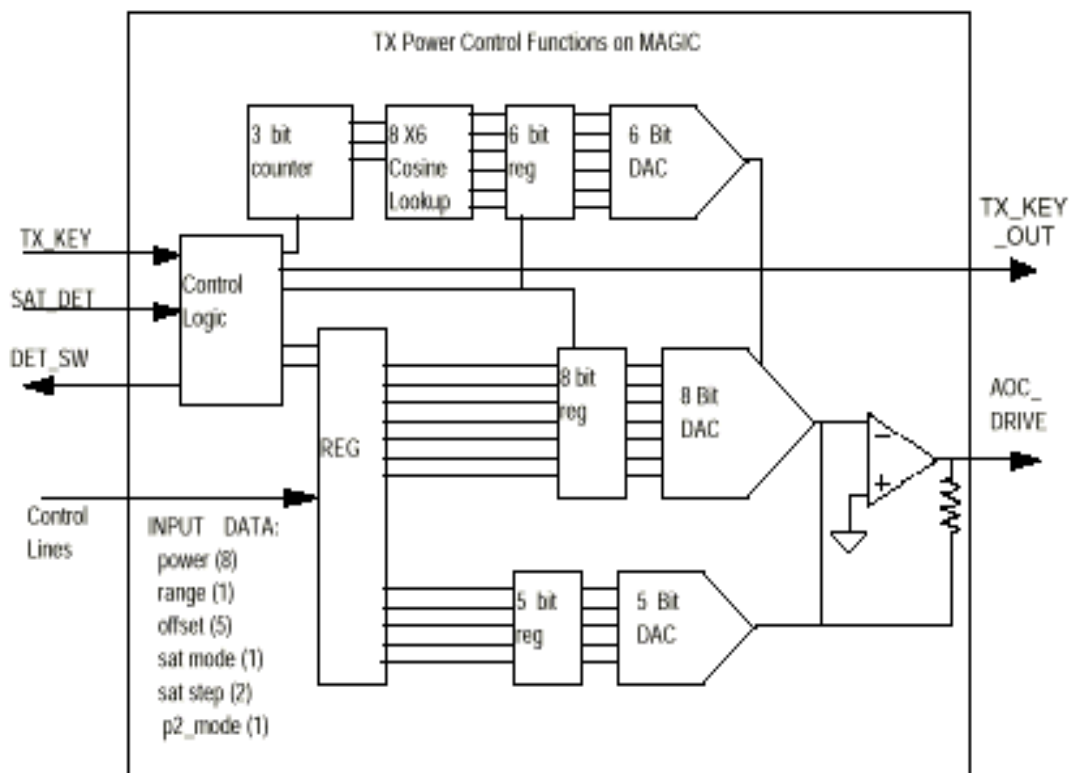 TX Power Control Functions on MAGIC
3 bit
counter
8 X6
Cosine
Lookup
6 bit
reg
6 Bit
DAC
TX_KEY
_OUT
TX_KEY
SAT_DET
DET_SW
Control
Logic
REG
8 bit
reg
8 Bit
DAC
AOC_
DRIVE
Control
Lines
INPUT DATA:
power (8)
range (1)
offset (5)
sat mode (1)
sat step (2)
p2_mode (1)
5 bit
reg
5 Bit
DAC
−
+